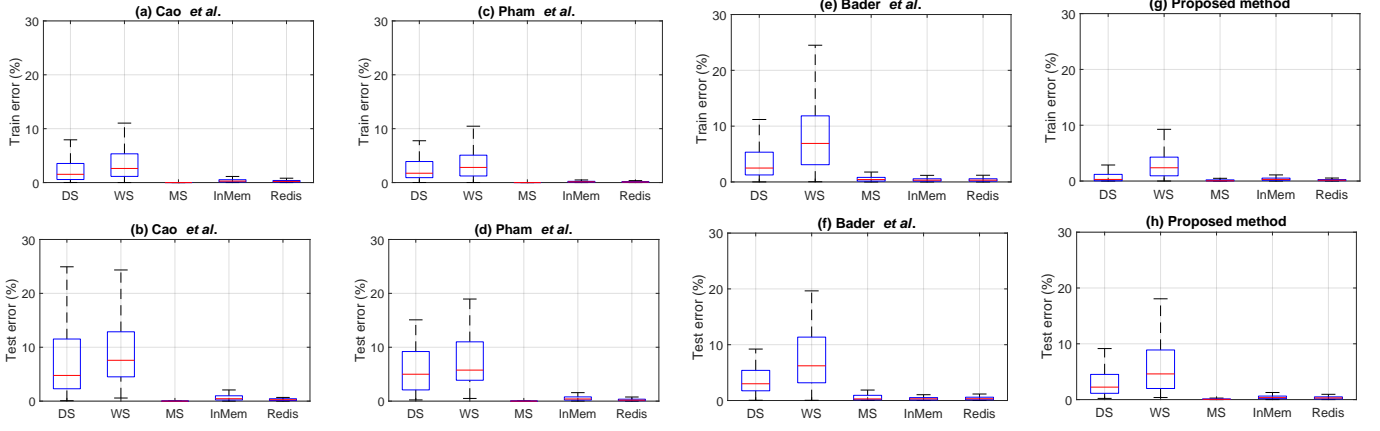 (a) Cao et al.
Train error (%)
30
20
10
0
DS WS MS InMem Redis
(c) Pham et al.
Train error (%)
30
20
10
0
DS WS MS InMem Redis
(e) Bader et al.
Train error (%)
30
20
10
0
DS WS MS InMem Redis
(g) Proposed method
Train error (%)
30
20
10
0
DS WS MS InMem Redis
(b) Cao et al.
Test error (%)
30
20
10
0
DS WS MS InMem Redis
(d) Pham et al.
Test error (%)
30
20
10
0
DS WS MS InMem Redis
(f) Bader et al.
Test error (%)
30
20
10
0
DS WS MS InMem Redis
(h) Proposed method
Test error (%)
30
20
10
0
DS WS MS InMem Redis